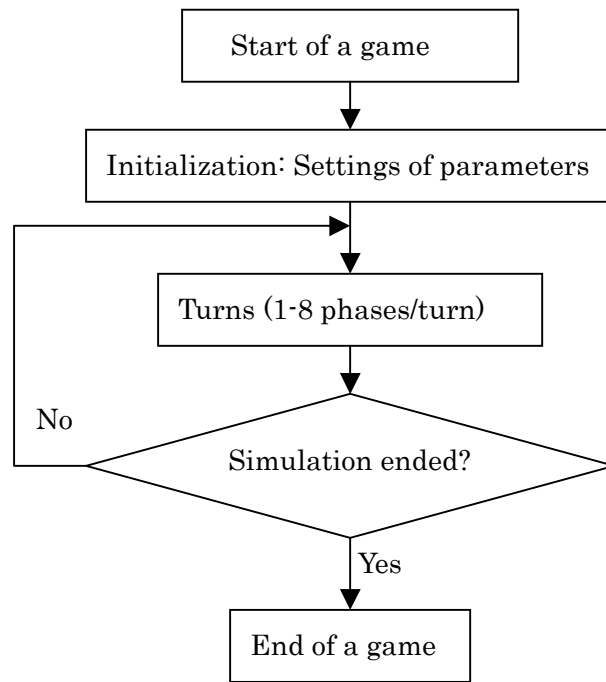 Start of a game
Initialization: Settings of parameters
Turns (1-8 phases/turn)
No
Simulation ended?
Yes
End of a game